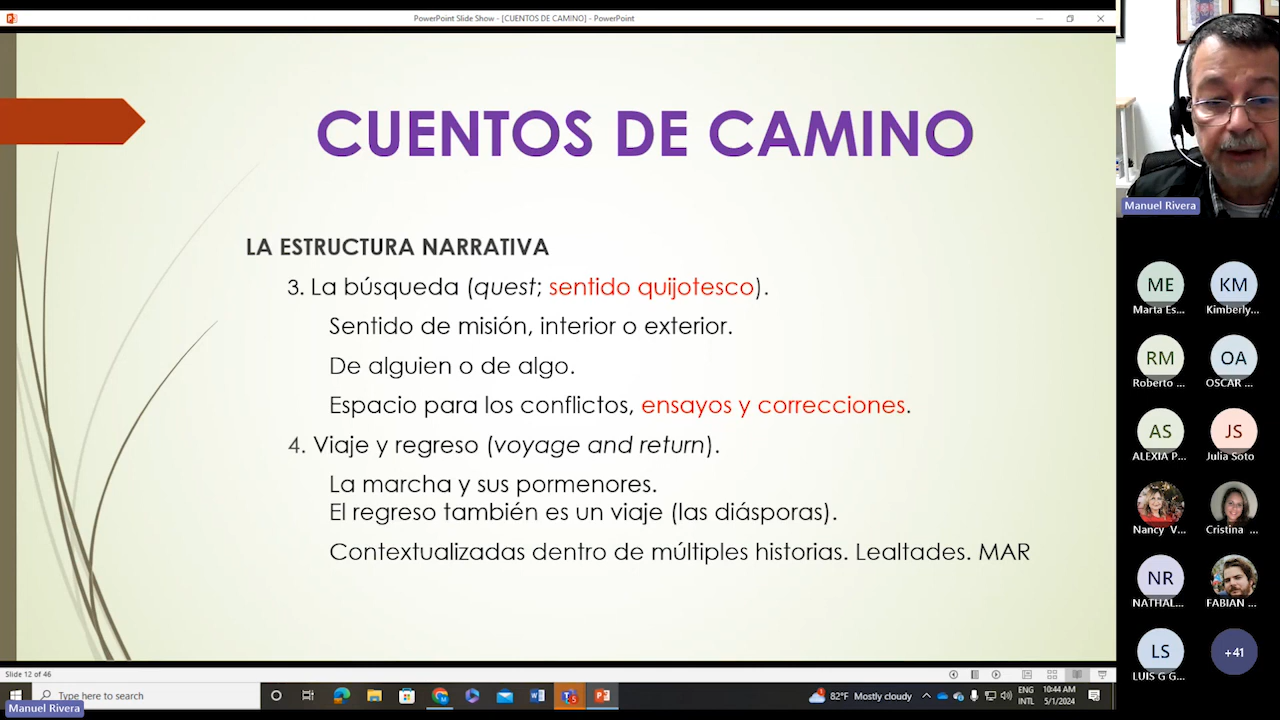 PowerPoint Slide Show - [CUENTOS DE CAMINO] - PowerPoint
CUENTOS DE CAMINO
LA ESTRUCTURA NARRATIVA
3. La búsqueda (quest; sentido quijotesco).
Sentido de misión, interior o exterior.
De alguien o de algo.
Espacio para los conflictos, ensayos y correcciones.
4. Viaje y regreso (voyage and return).
La marcha y sus pormenores.
El regreso también es un viaje (las diásporas).
Contextualizadas dentro de múltiples historias. Lealtades. MAR
Slide 12 of 46
Type here to search
82°F Mostly cloudy
ENG
INTL
10:44 AM
5/1/2024
Manuel Rivera
Manuel Rivera
ME
Marta Es...
KM
Kimberly...
RM
Roberto ...
OA
OSCAR ...
AS
ALEXIA P...
JS
Julia Soto
Nancy V...
Cristina ...
NR
NATHAL...
FABIAN ...
LS
LUIS G G...
+41